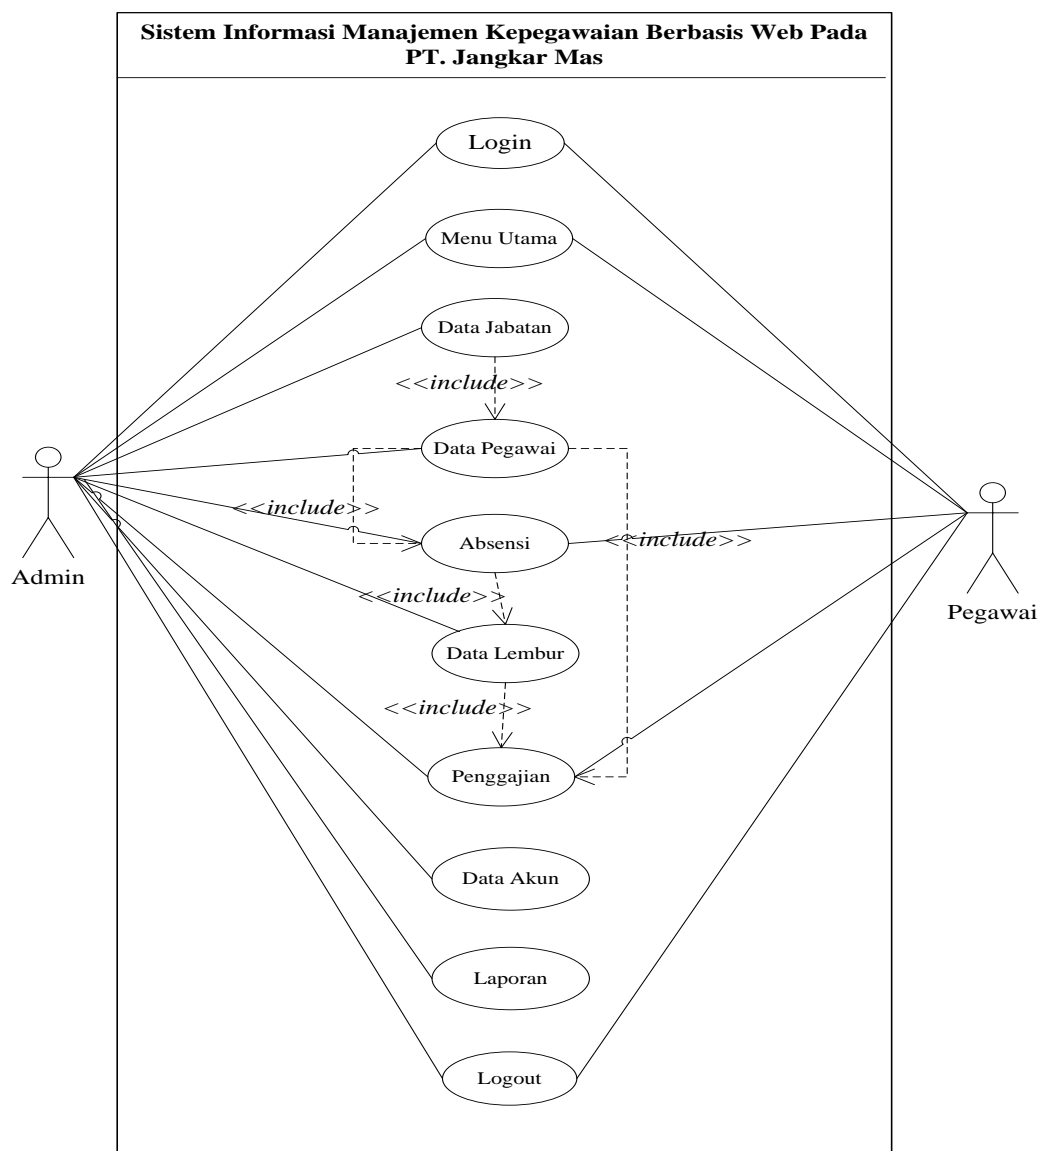 Sistem Informasi Manajemen Kepegawaian Berbasis Web Pada
PT. Jangkar Mas
Login
Menu Utama
Data Jabatan
<<include>>
Data Pegawai
<<include>>
Absensi
<<include>>
Admin
<<include>>
Pegawai
Data Lembur
<<include>>
Penggajian
Data Akun
Laporan
Logout